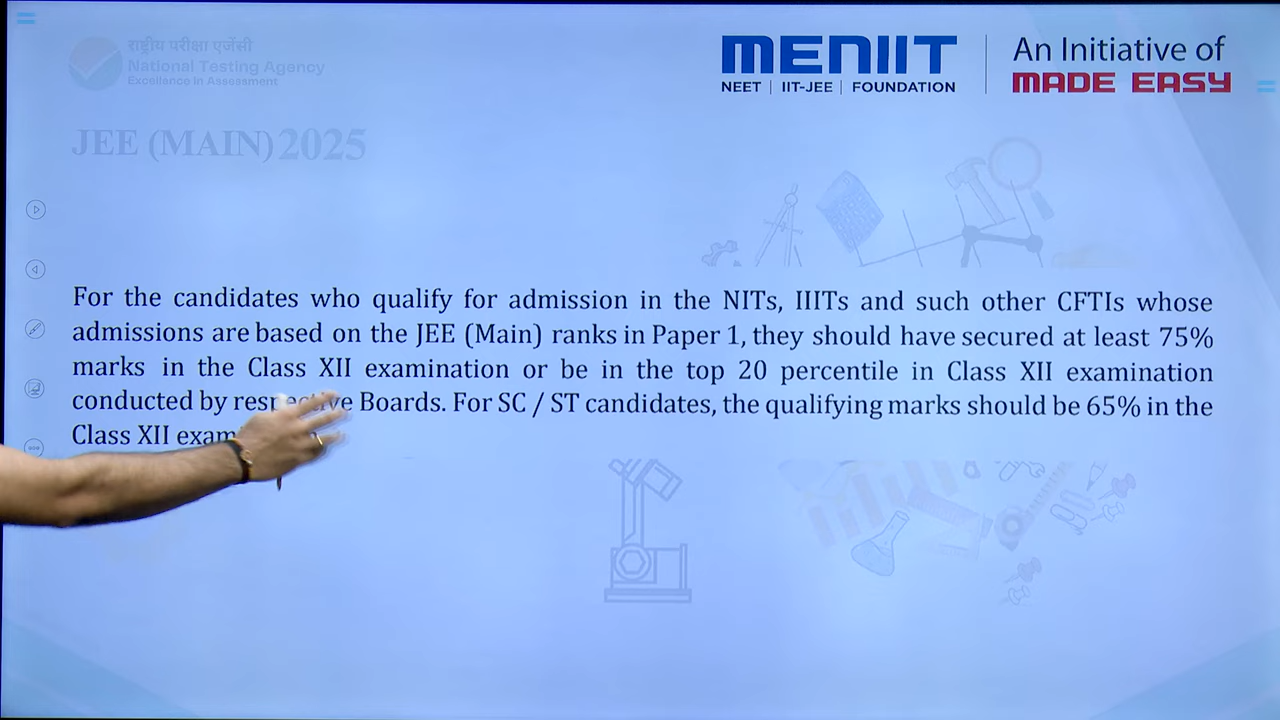 राष्ट्रीय परीक्षा एजेंसी
National Testing Agency
Excellence in Assessment
MENIIT
NEET | IIT-JEE | FOUNDATION
An Initiative of
MADE EASY
JEE (MAIN) 2025
For the candidates who qualify for admission in the NITs, IIITs and such other CFTIs whose
admissions are based on the JEE (Main) ranks in Paper 1, they should have secured at least 75%
marks in the Class XII examination or be in the top 20 percentile in Class XII examination
conducted by respective Boards. For SC / ST candidates, the qualifying marks should be 65% in the
Class XII